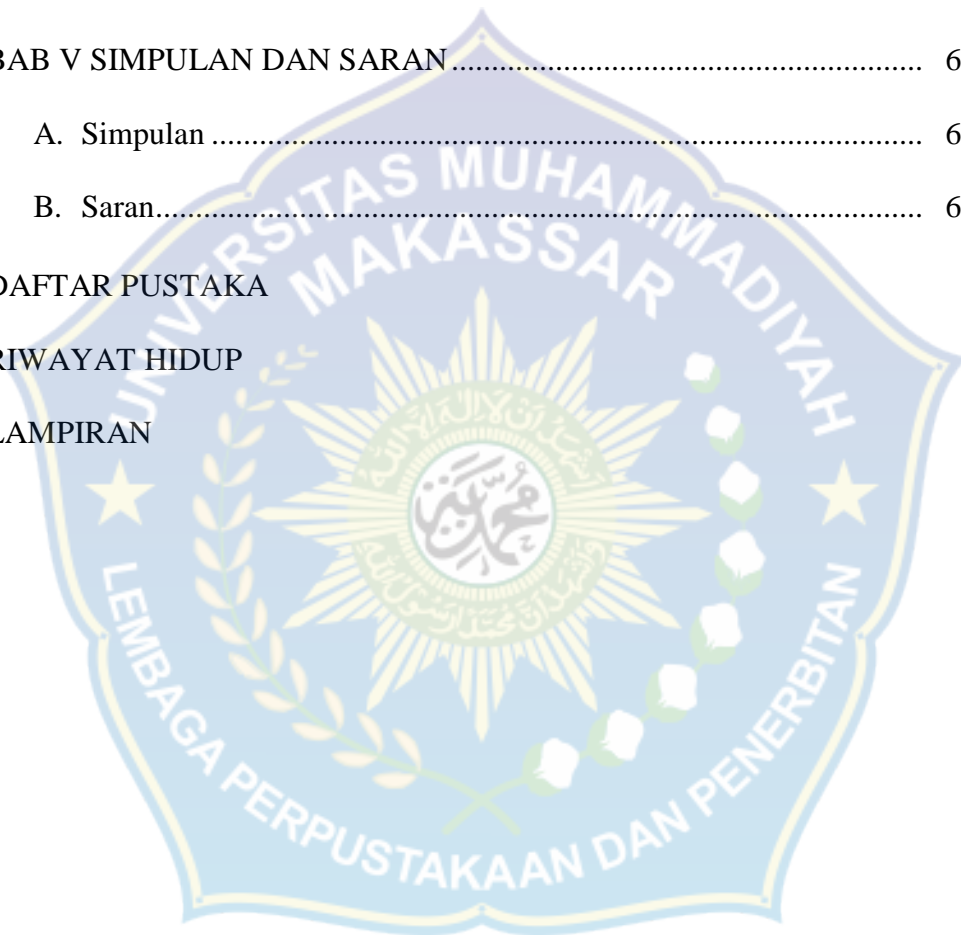 BAB V SIMPULAN DAN SARAN ........................................................ 6
A. Simpulan ........................................................................................ 6
B. Saran ............................................................................................... 6
DAFTAR PUSTAKA
RIWAYAT HIDUP
LAMPIRAN
UNIVERSITAS MUHAMMADIYAH
MAKASSAR
LEMBAGA PERPUSTAKAAN DAN PENERBITAN